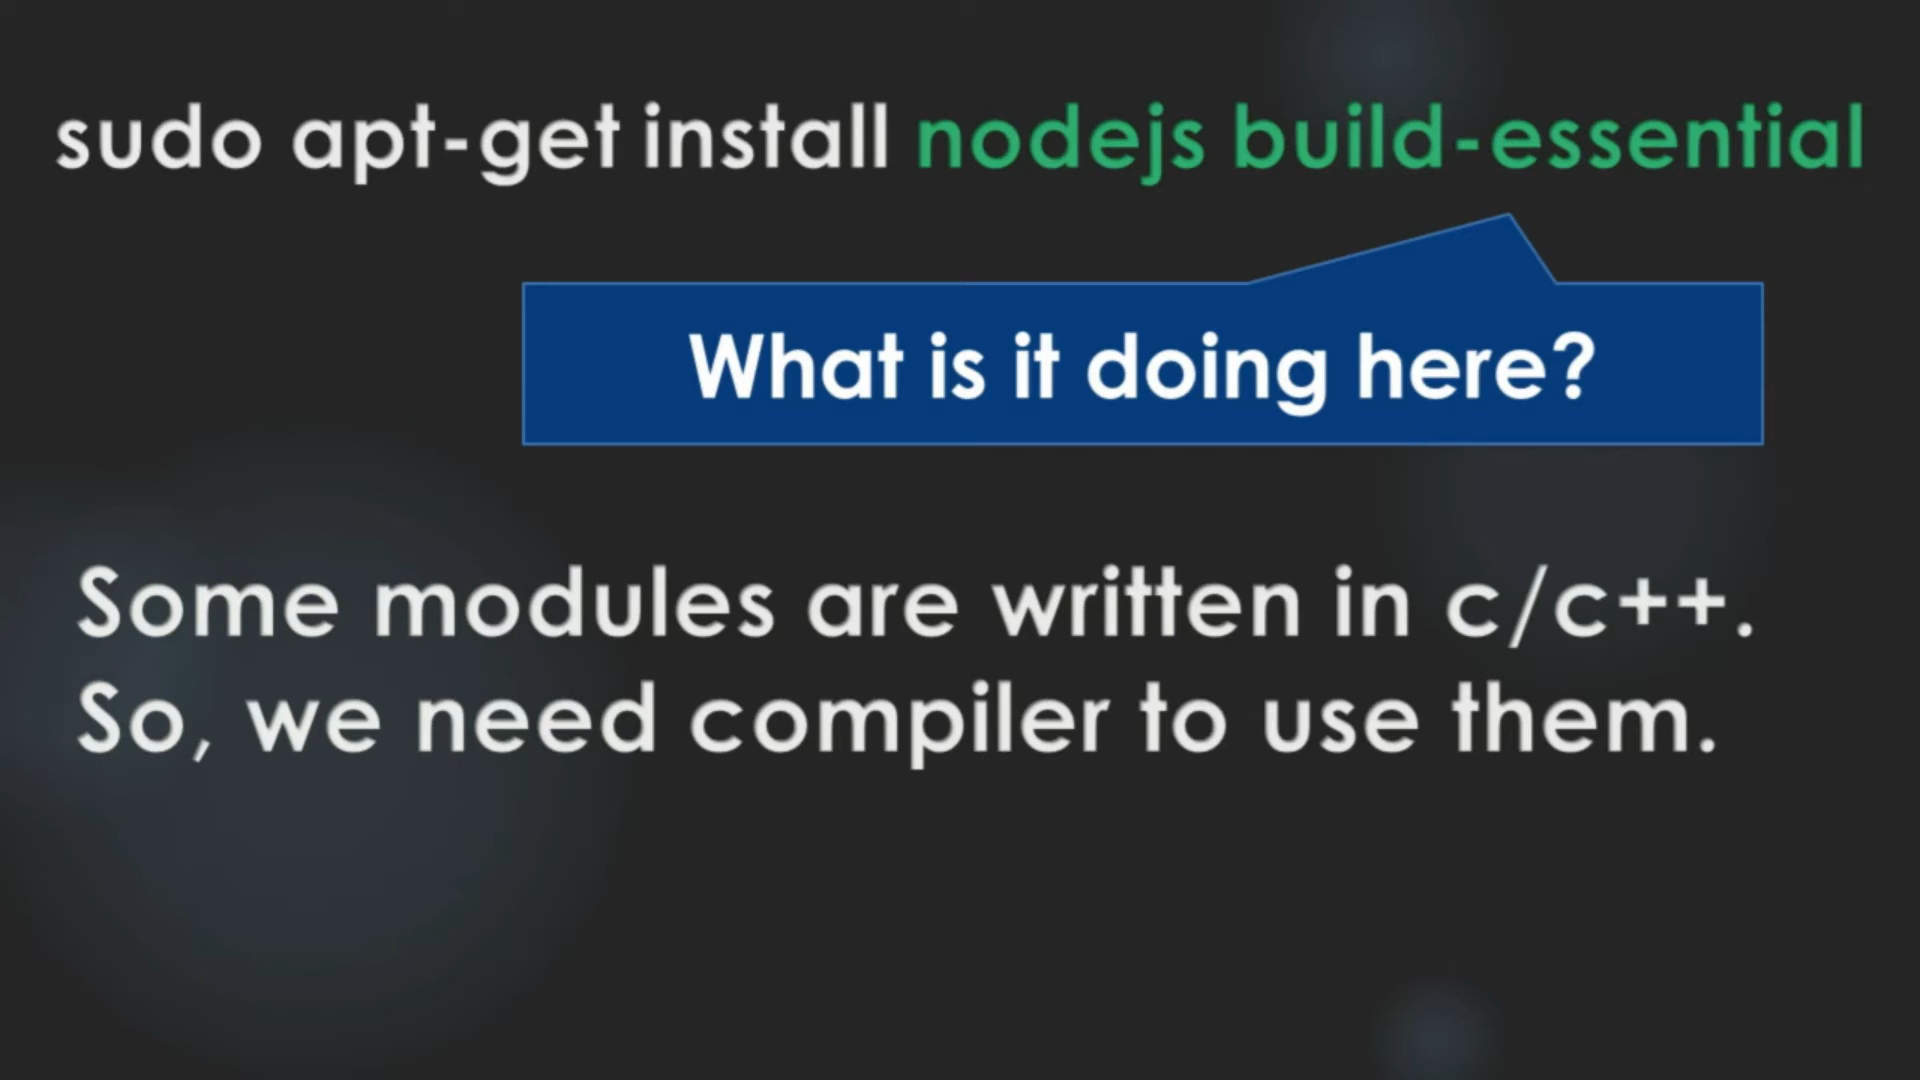 sudo apt-get install nodejs build-essential
What is it doing here?
Some modules are written in c/c++.
So, we need compiler to use them.